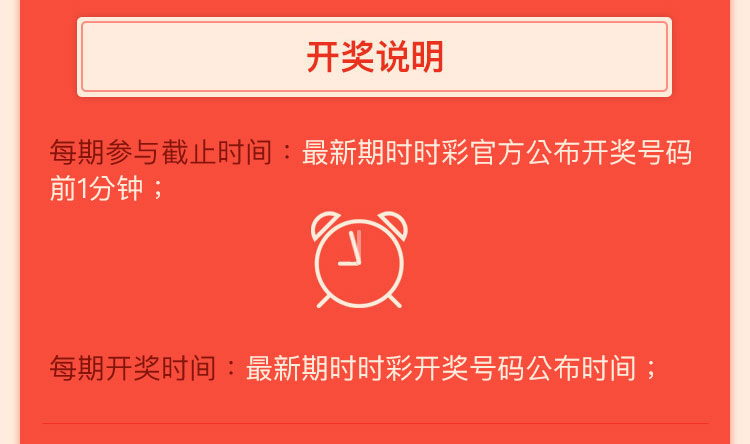 开奖说明
每期参与截止时间：最新期时时彩官方公布开奖号码
前1分钟；
每期开奖时间：最新期时时彩开奖号码公布时间；